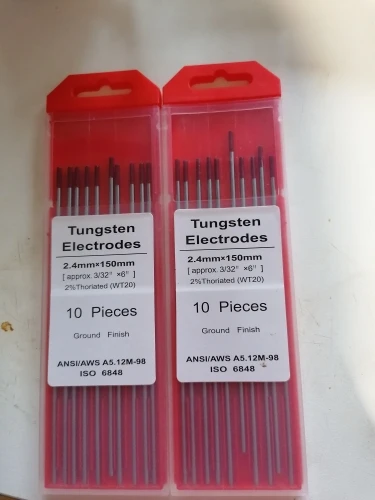 Tungsten
Electrodes
2.4mm×150mm
[ approx 3/32" ×6" ]
2%Thoriated (WT20)
10 Pieces
Ground Finish
ANSI/AWS A5.12M-98
ISO 6848
Tungsten
Electrodes
2.4mm×150mm
[ approx 3/32" ×6" ]
2%Thoriated (WT20)
10 Pieces
Ground Finish
ANSI/AWS A5.12M-98
ISO 6848